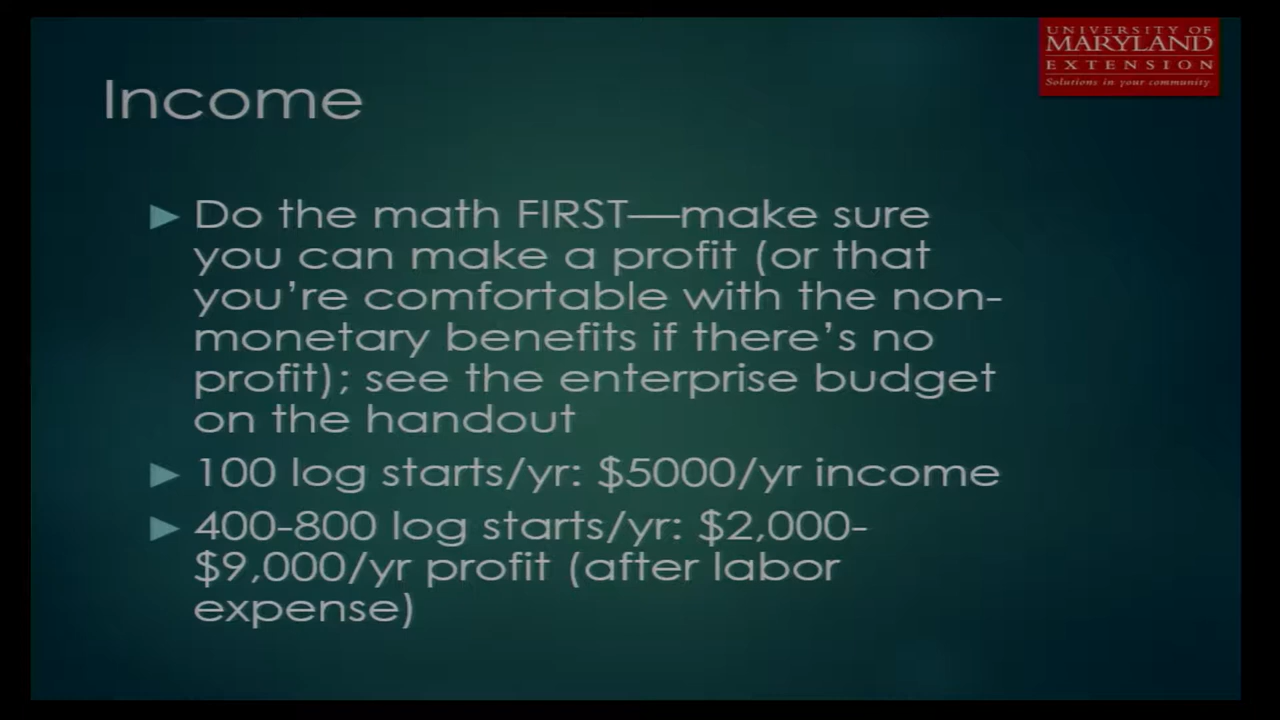 UNIVERSITY OF
MARYLAND
EXTENSION
Solutions in your community
Income
Do the math FIRST—make sure
you can make a profit (or that
you’re comfortable with the non-
monetary benefits if there’s no
profit); see the enterprise budget
on the handout
100 log starts/yr: $5000/yr income
400-800 log starts/yr: $2,000-
$9,000/yr profit (after labor
expense)